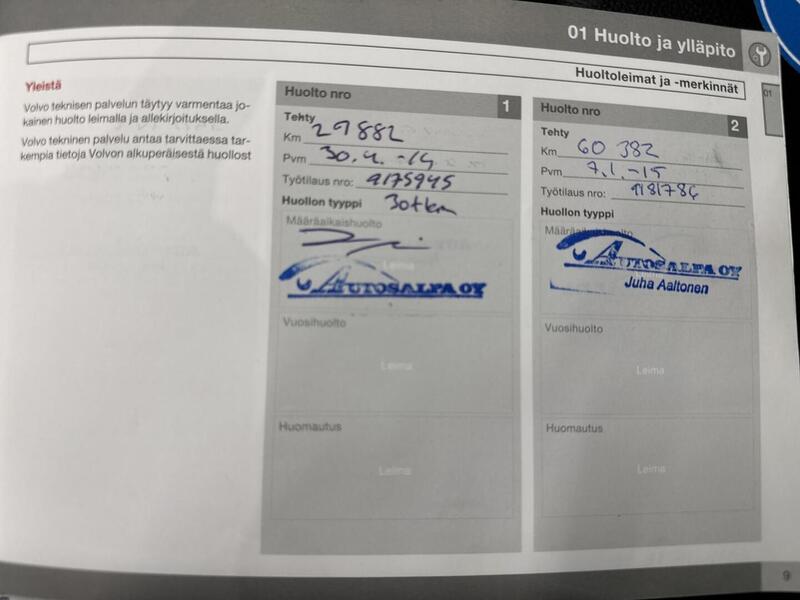 01 Huolto ja ylläpito
Huoltoleimat ja -merkinnät
01
Yleistä
Volvo teknisen palvelun täytyy varmentaa jo-
kainen huolto leimalla ja allekirjoituksella.
Volvo tekninen palvelu antaa tarvittaessa tar-
kempia tietoja Volvon alkuperäisestä huollost
Huolto nro 1
Tehty
Km 29882
Pvm 30.4.-14
Työtilaus nro: 9175945
Huollon tyyppi 30tkm
Määräaikaishuolto
Leima
AUTOSALPA OY
Vuosihuolto
Leima
Huomautus
Leima
Huolto nro 2
Tehty
Km 60 382
Pvm 7.1.-15
Työtilaus nro: 9181784
Huollon tyyppi
Määräaikaishuolto
AUTOSALPA OY
Juha Aaltonen
Vuosihuolto
Leima
Huomautus
Leima
9